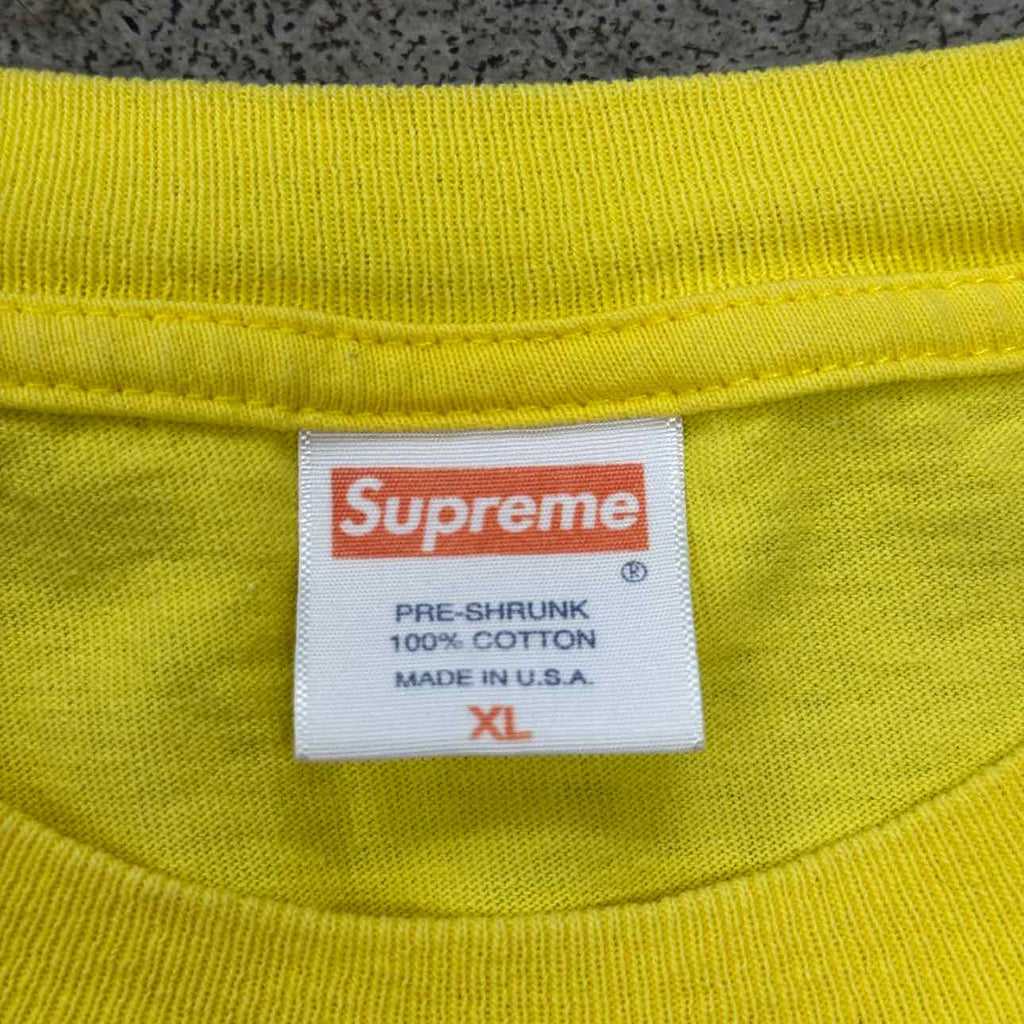 Supreme
®
PRE-SHRUNK
100% COTTON
MADE IN U.S.A.
XL